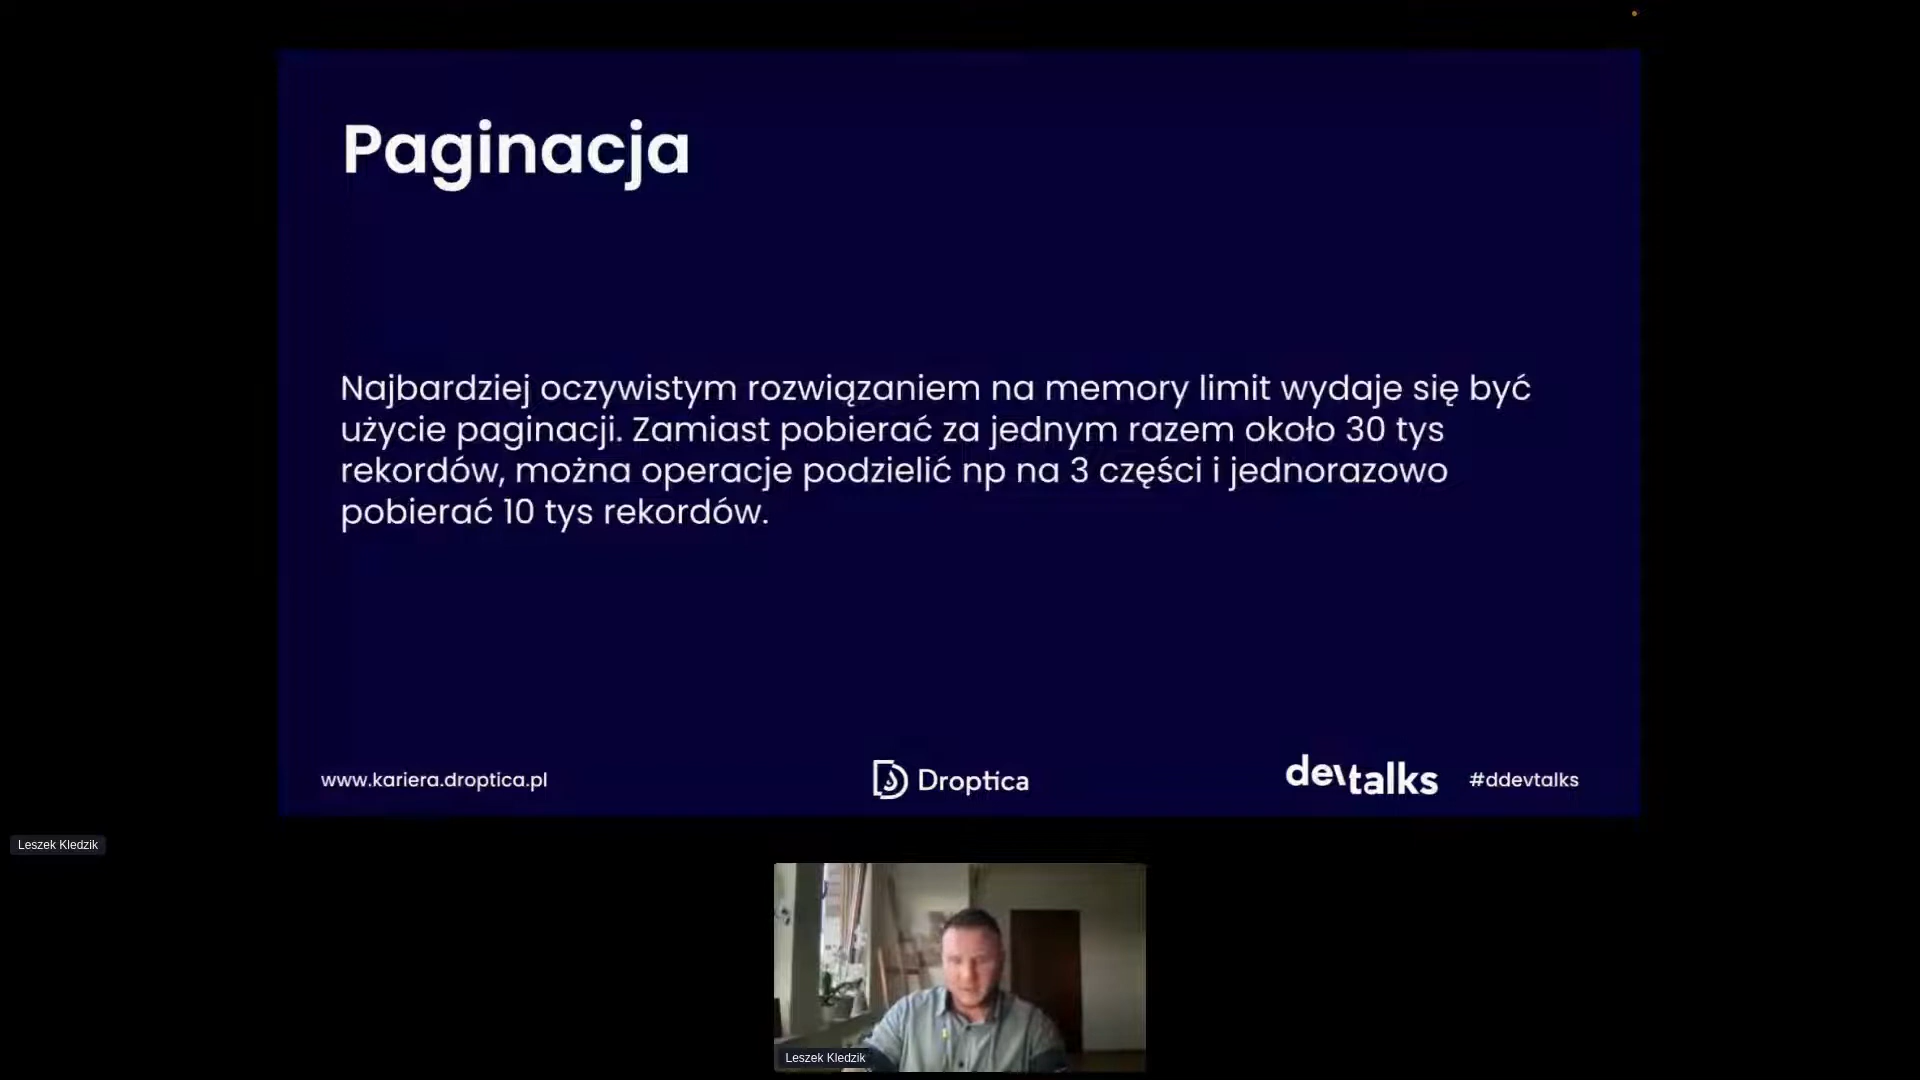 Paginacja
Najbardziej oczywistym rozwiązaniem na memory limit wydaje się być
użycie paginacji. Zamiast pobierać za jednym razem około 30 tys
rekordów, można operacje podzielić np na 3 części i jednorazowo
pobierać 10 tys rekordów.
www.kariera.droptica.pl
Droptica
devtalks
#ddevtalks
Leszek Kledzik
Leszek Kledzik